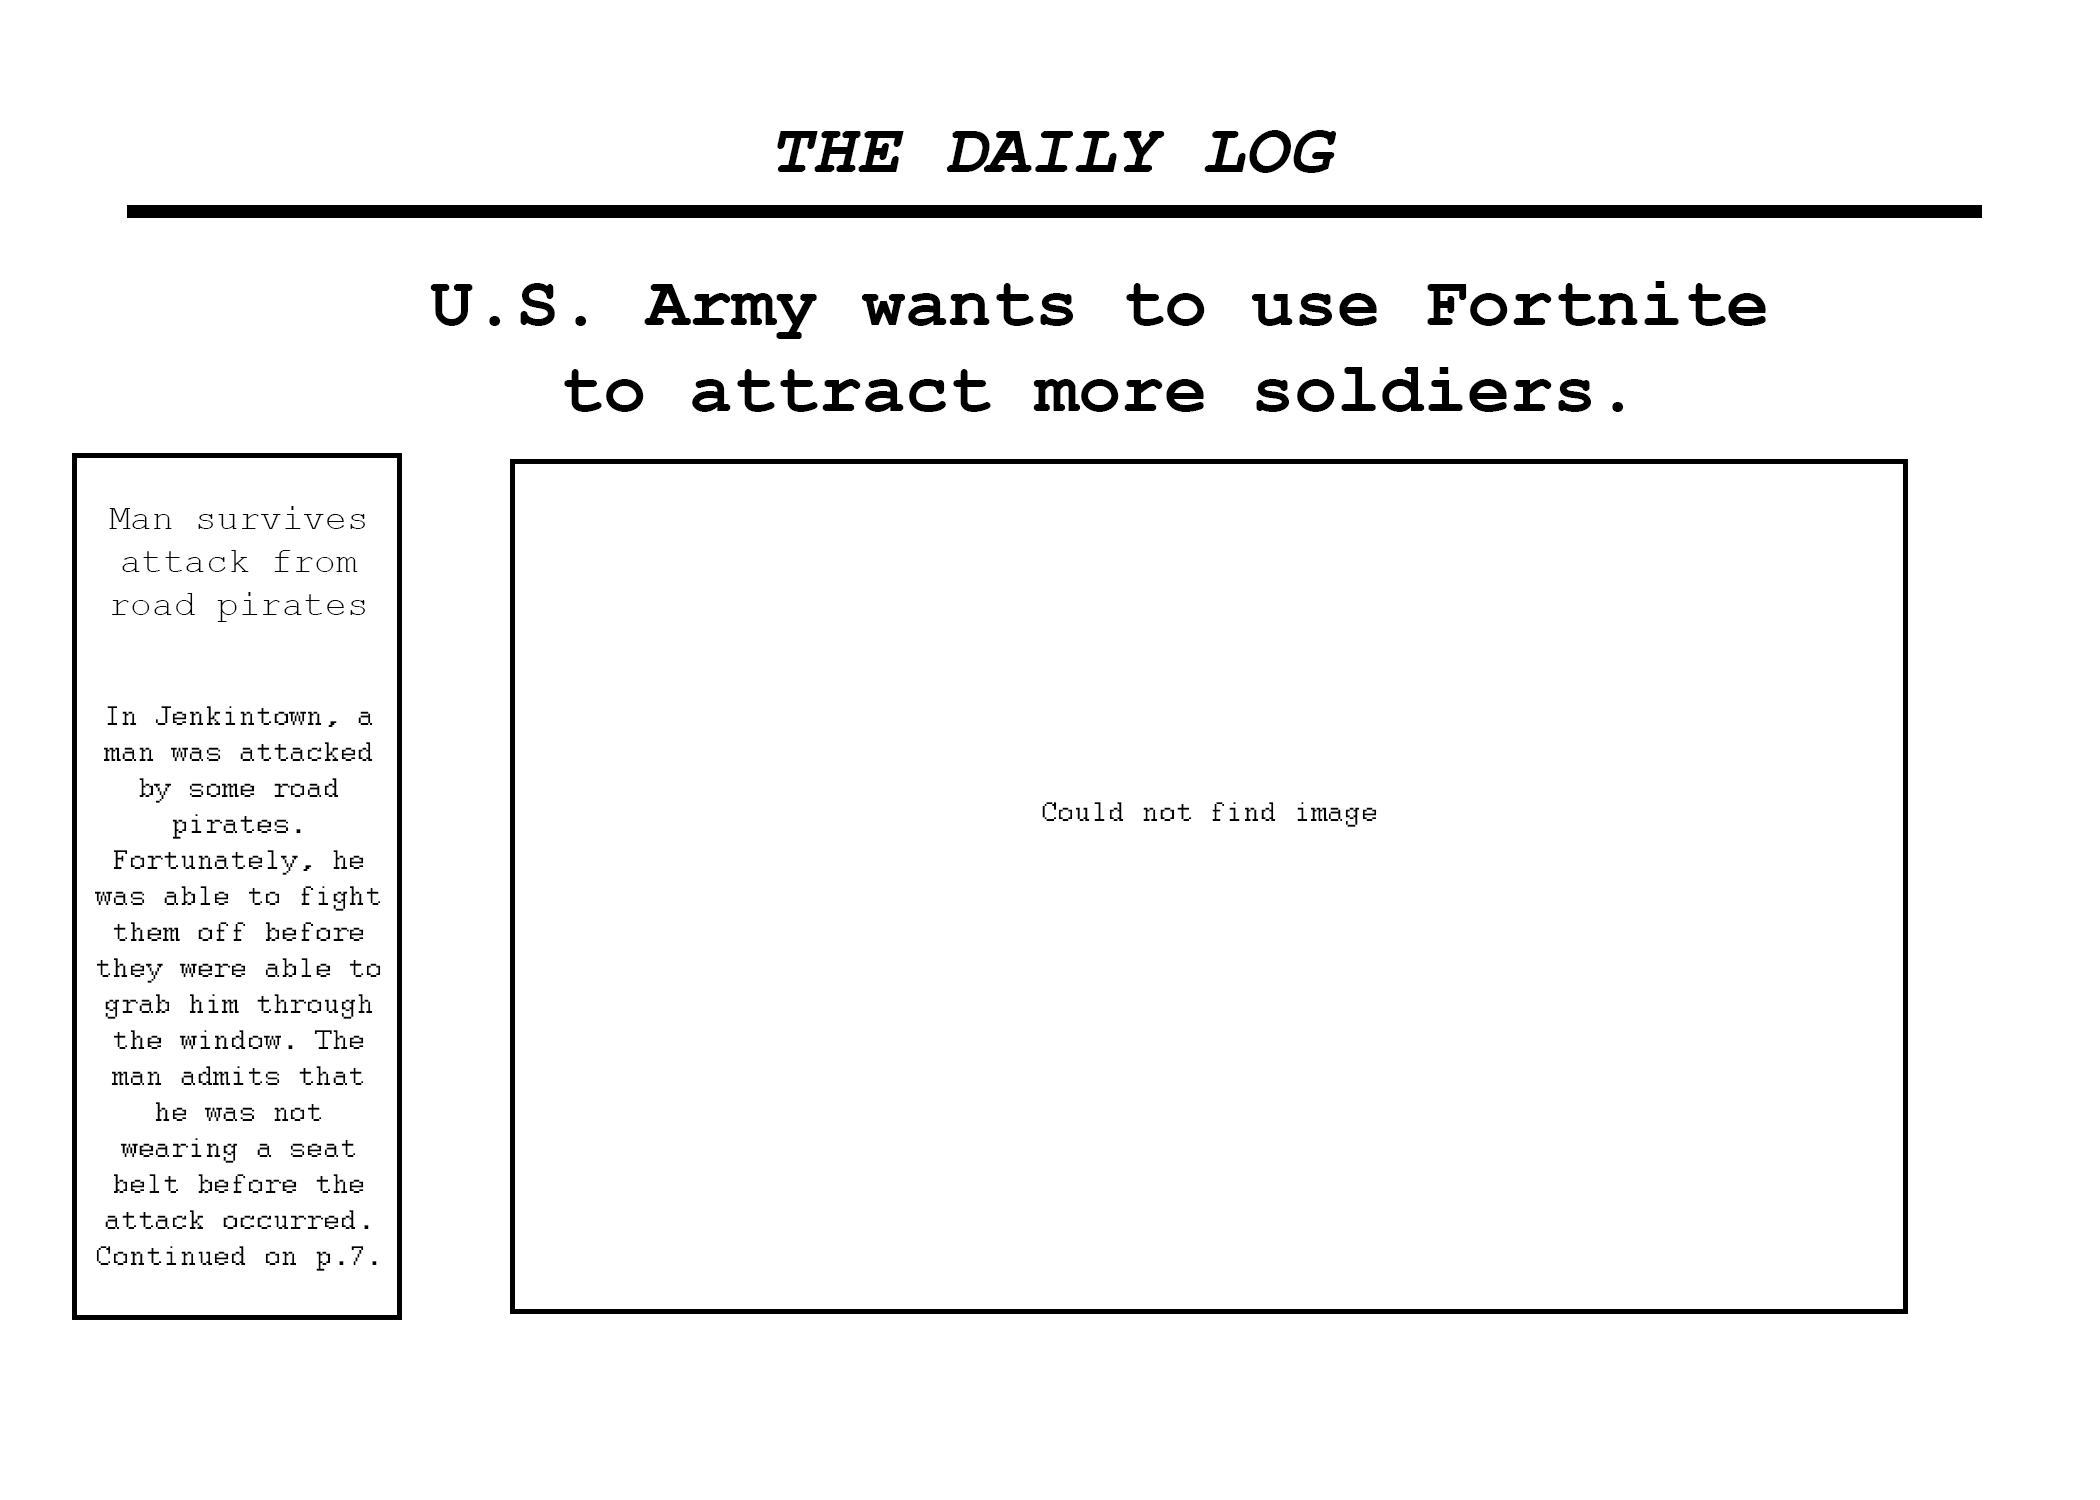 THE DAILY LOG
U.S. Army wants to use Fortnite
to attract more soldiers.
Man survives
attack from
road pirates
In Jenkintown, a
man was attacked
by some road
pirates.
Fortunately, he
was able to fight
them off before
they were able to
grab him through
the window. The
man admits that
he was not
wearing a seat
belt before the
attack occurred.
Continued on p.7.
Could not find image